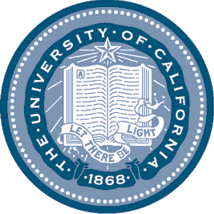 ·THE·UNIVERSITY·OF·CALIFORNIA·
A
LET THERE BE LIGHT
·1868·